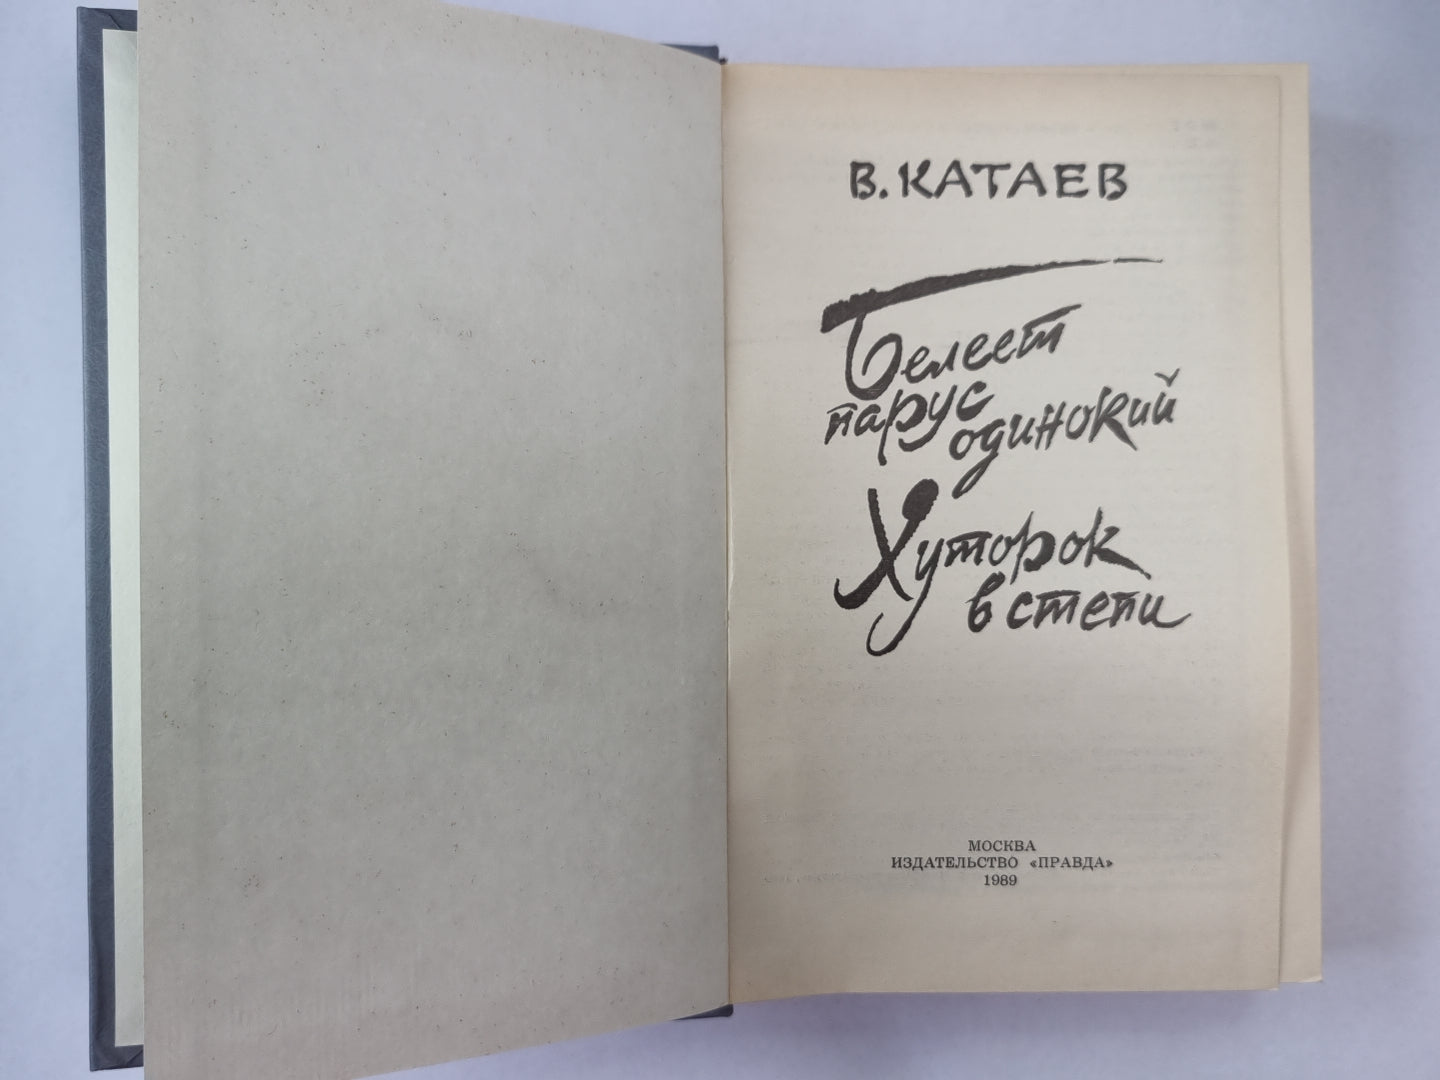 В. КАТАЕВ
Белеет
парус
одинокий
Хуторок
в степи
МОСКВА
ИЗДАТЕЛЬСТВО «ПРАВДА»
1989